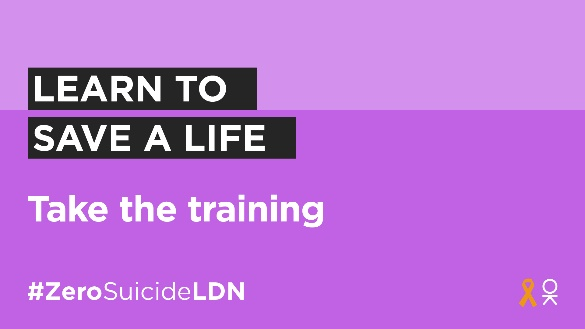 LEARN TO
SAVE A LIFE
Take the training
#ZeroSuicideLDN